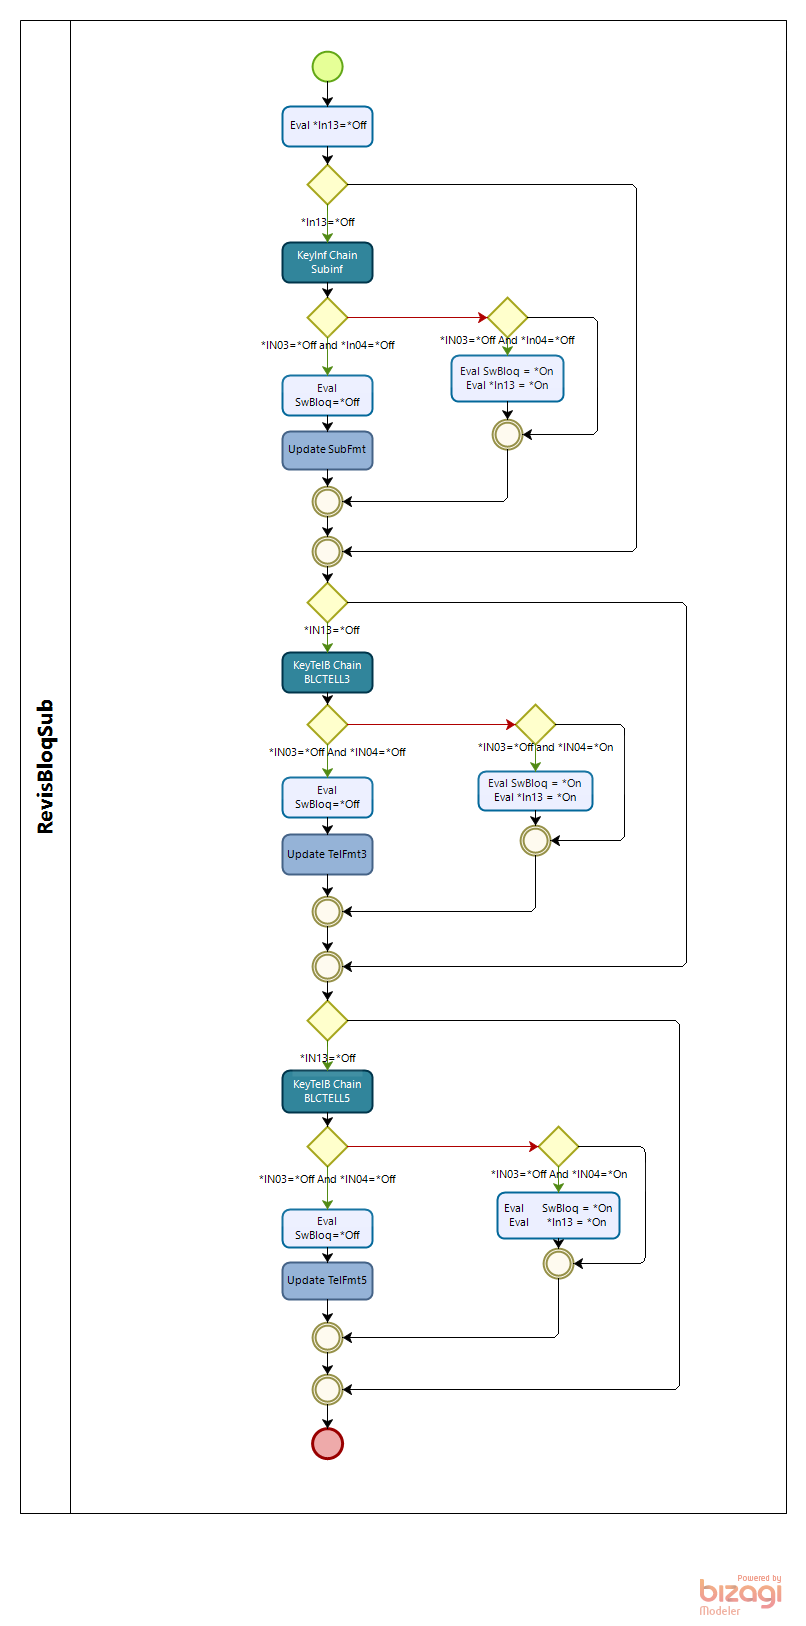 RevisBloqSub
Eval *In13=*Off
*In13=*Off
KeyInf Chain
Subinf
*IN03=*Off and *In04=*Off
*IN03=*Off And *In04=*Off
Eval
SwBloq=*Off
Eval SwBloq = *On
Eval *In13 = *On
Update SubFmt
*IN13=*Off
KeyTelB Chain
BLCTELL3
*IN03=*Off And *IN04=*Off
*IN03=*Off and *IN04=*On
Eval
SwBloq=*Off
Eval SwBloq = *On
Eval *In13 = *On
Update TelFmt3
*IN13=*Off
KeyTelB Chain
BLCTELL5
*IN03=*Off And *IN04=*Off
*IN03=*Off And *IN04=*On
Eval
SwBloq=*Off
Eval SwBloq = *On
Eval *In13 = *On
Update TelFmt5
Powered by
bizagi
Modeler